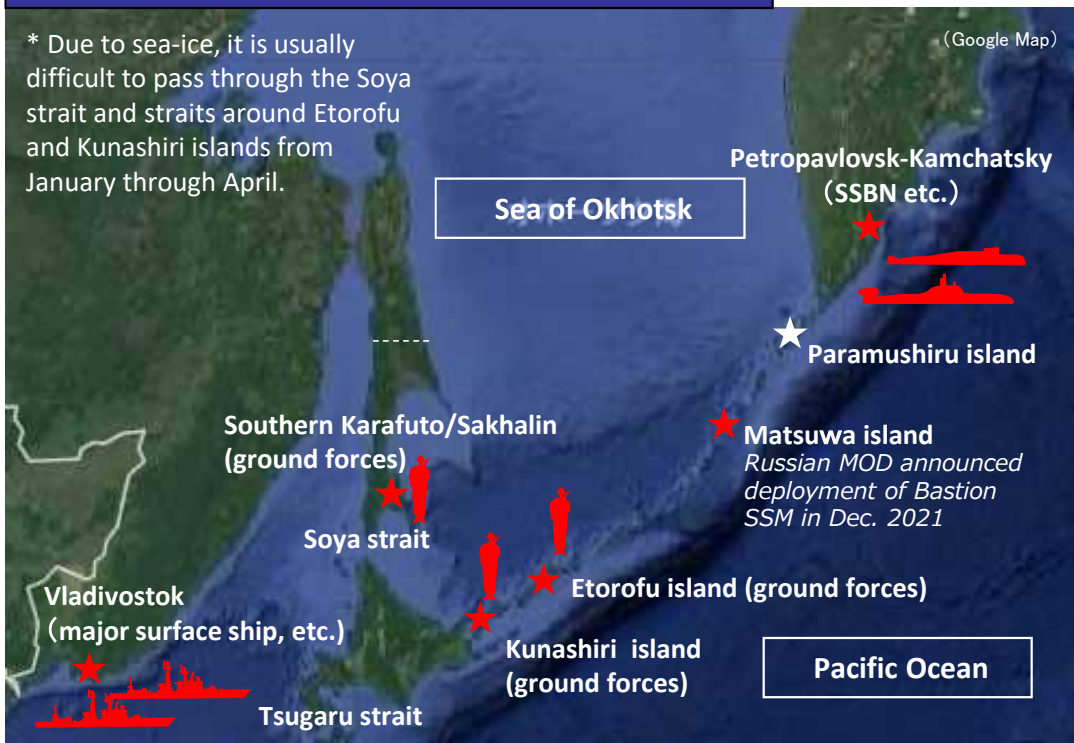 * Due to sea-ice, it is usually
difficult to pass through the Soya
strait and straits around Etorofu
and Kunashiri islands from
January through April.
（Google Map）
Petropavlovsk-Kamchatsky
（SSBN etc.）
Sea of Okhotsk
Paramushiru island
Matsuwa island
Russian MOD announced
deployment of Bastion
SSM in Dec. 2021
Southern Karafuto/Sakhalin
(ground forces)
Soya strait
Etorofu island (ground forces)
Vladivostok
（major surface ship, etc.)
Kunashiri island
(ground forces)
Pacific Ocean
Tsugaru strait